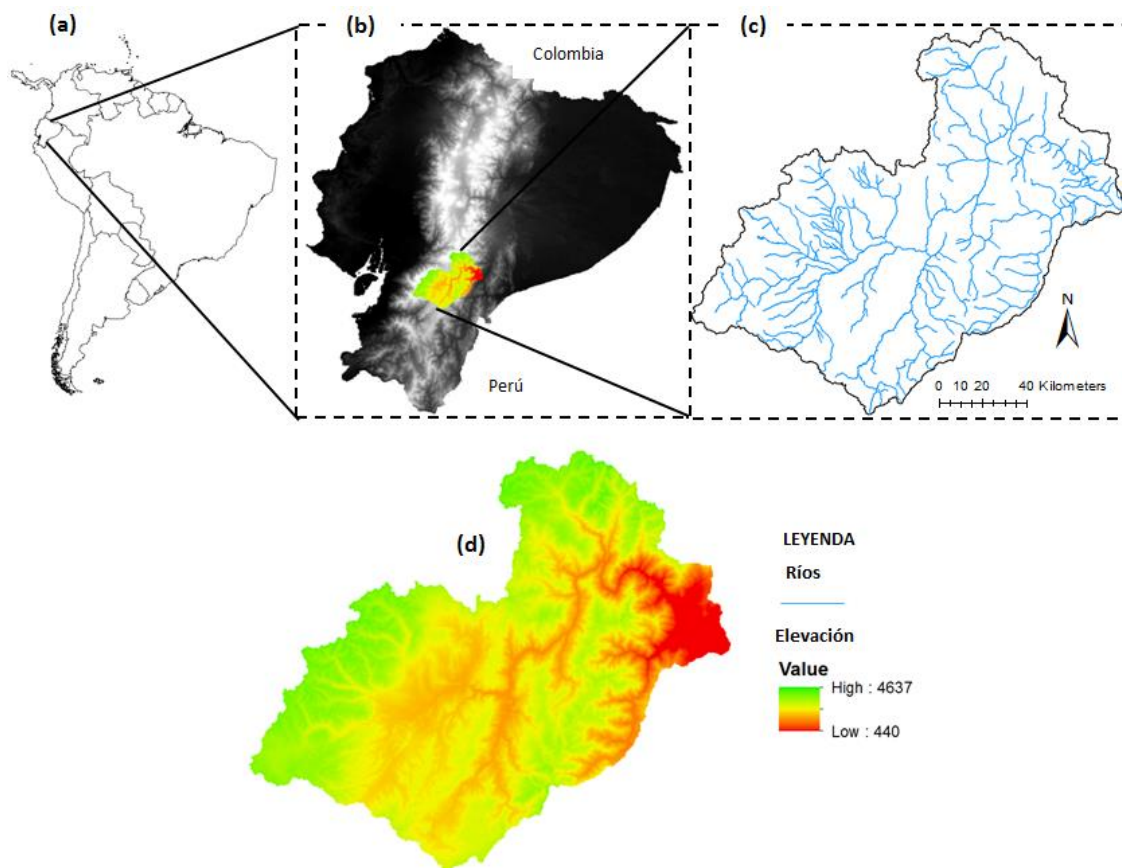 (a)
(b)
Colombia
Perú
(c)
N
0 10 20 40 Kilometers
(d)
LEYENDA
Ríos
Elevación
Value
High : 4637
Low : 440